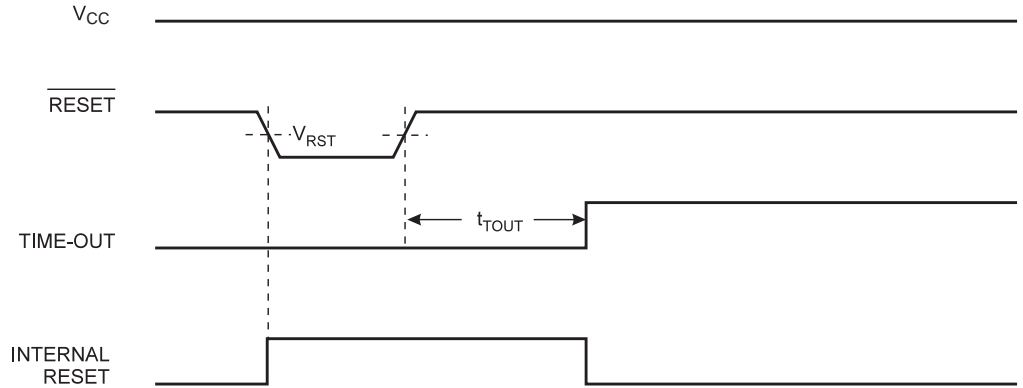 VCC
RESET
VRST
tTOUT
TIME-OUT
INTERNAL
RESET